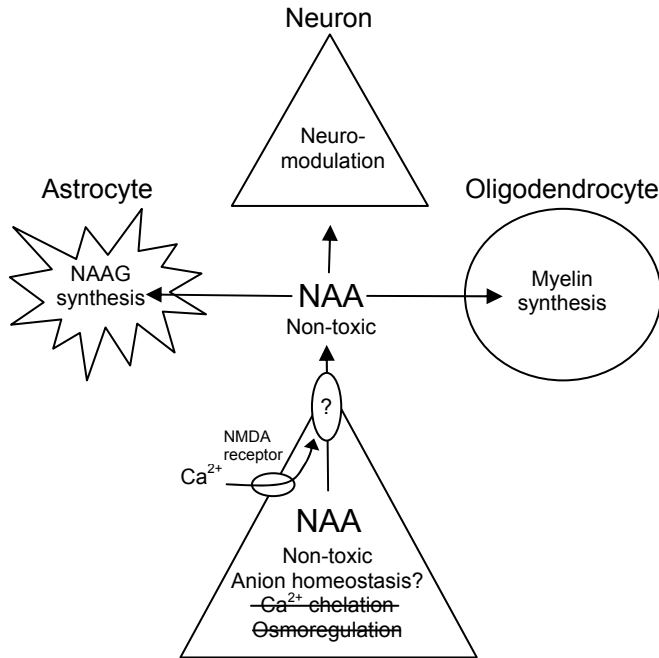 Neuron
Neuro-
modulation
Astrocyte
Oligodendrocyte
NAAG
synthesis
NAA
Non-toxic
Myelin
synthesis
?
NMDA
receptor
Ca²⁺
NAA
Non-toxic
Anion homeostasis?
Ca²⁺ chelation
Osmoregulation